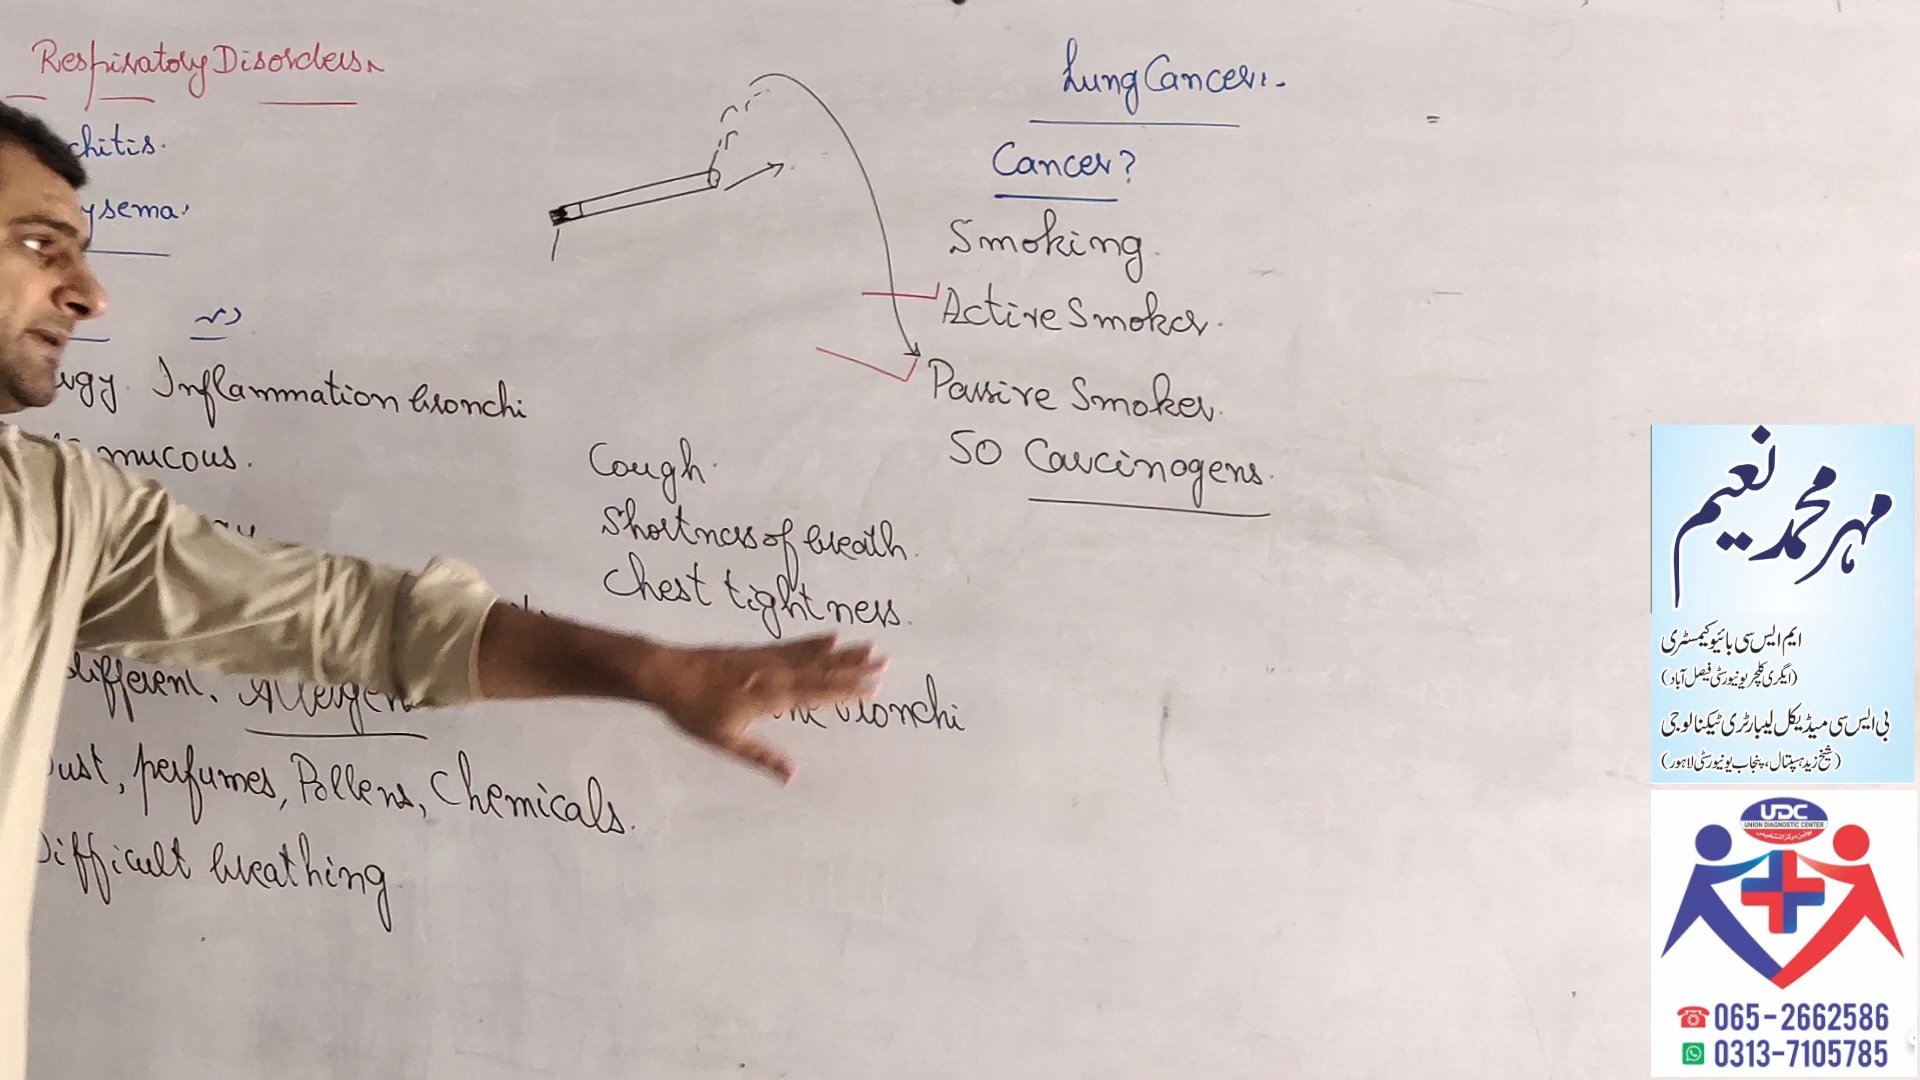 Respiratory Disorders
chitis.
ysema.
rgy. Inflammation bronchi
mucous.
different. Allergen
Dust, perfumes, Pollens, Chemicals.
Difficult breathing
Cough.
Shortness of breath.
Chest tightness.
the bronchi
Lung Cancer:-
Cancer?
Smoking.
Active Smoker.
Passive Smoker.
50 Carcinogens.
مہر محمد نعیم
ایم ایس سی بائیو کیمسٹری
(ایگری کلچر یونیورسٹی فیصل آباد)
بی ایس سی میڈیکل لیبارٹری ٹیکنالوجی
(شیخ زید ہسپتال، پنجاب یونیورسٹی لاہور)
UDC
UNION DIAGNOSTIC CENTER
065-2662586
0313-7105785